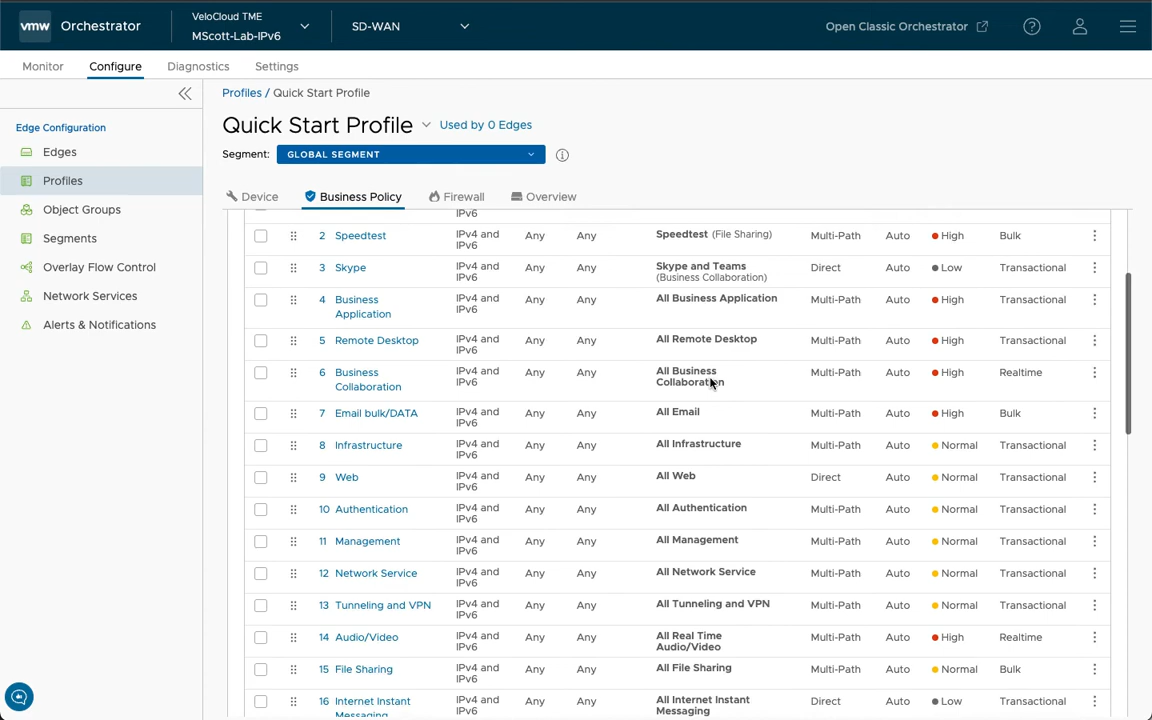 vmw Orchestrator
VeloCloud TME
MScott-Lab-IPv6
SD-WAN
Open Classic Orchestrator
Monitor Configure Diagnostics Settings
Edge Configuration
Edges
Profiles
Object Groups
Segments
Overlay Flow Control
Network Services
Alerts & Notifications
Profiles / Quick Start Profile
Quick Start Profile Used by 0 Edges
Segment: GLOBAL SEGMENT
Device Business Policy Firewall Overview
IPv6
2 Speedtest IPv4 and Any Any Speedtest (File Sharing) Multi-Path Auto High Bulk
IPv6
3 Skype IPv4 and Any Any Skype and Teams Direct Auto Low Transactional
IPv6 (Business Collaboration)
4 Business IPv4 and Any Any All Business Application Multi-Path Auto High Transactional
Application IPv6
5 Remote Desktop IPv4 and Any Any All Remote Desktop Multi-Path Auto High Transactional
IPv6
6 Business IPv4 and Any Any All Business Multi-Path Auto High Realtime
Collaboration IPv6 Collaboration
7 Email bulk/DATA IPv4 and Any Any All Email Multi-Path Auto High Bulk
IPv6
8 Infrastructure IPv4 and Any Any All Infrastructure Multi-Path Auto Normal Transactional
IPv6
9 Web IPv4 and Any Any All Web Direct Auto Normal Transactional
IPv6
10 Authentication IPv4 and Any Any All Authentication Multi-Path Auto Normal Transactional
IPv6
11 Management IPv4 and Any Any All Management Multi-Path Auto Normal Transactional
IPv6
12 Network Service IPv4 and Any Any All Network Service Multi-Path Auto Normal Transactional
IPv6
13 Tunneling and VPN IPv4 and Any Any All Tunneling and VPN Multi-Path Auto Normal Transactional
IPv6
14 Audio/Video IPv4 and Any Any All Real Time Multi-Path Auto High Realtime
IPv6 Audio/Video
15 File Sharing IPv4 and Any Any All File Sharing Multi-Path Auto Normal Bulk
IPv6
16 Internet Instant IPv4 and Any Any All Internet Instant Direct Auto Low Transactional
Messaging IPv6 Messaging